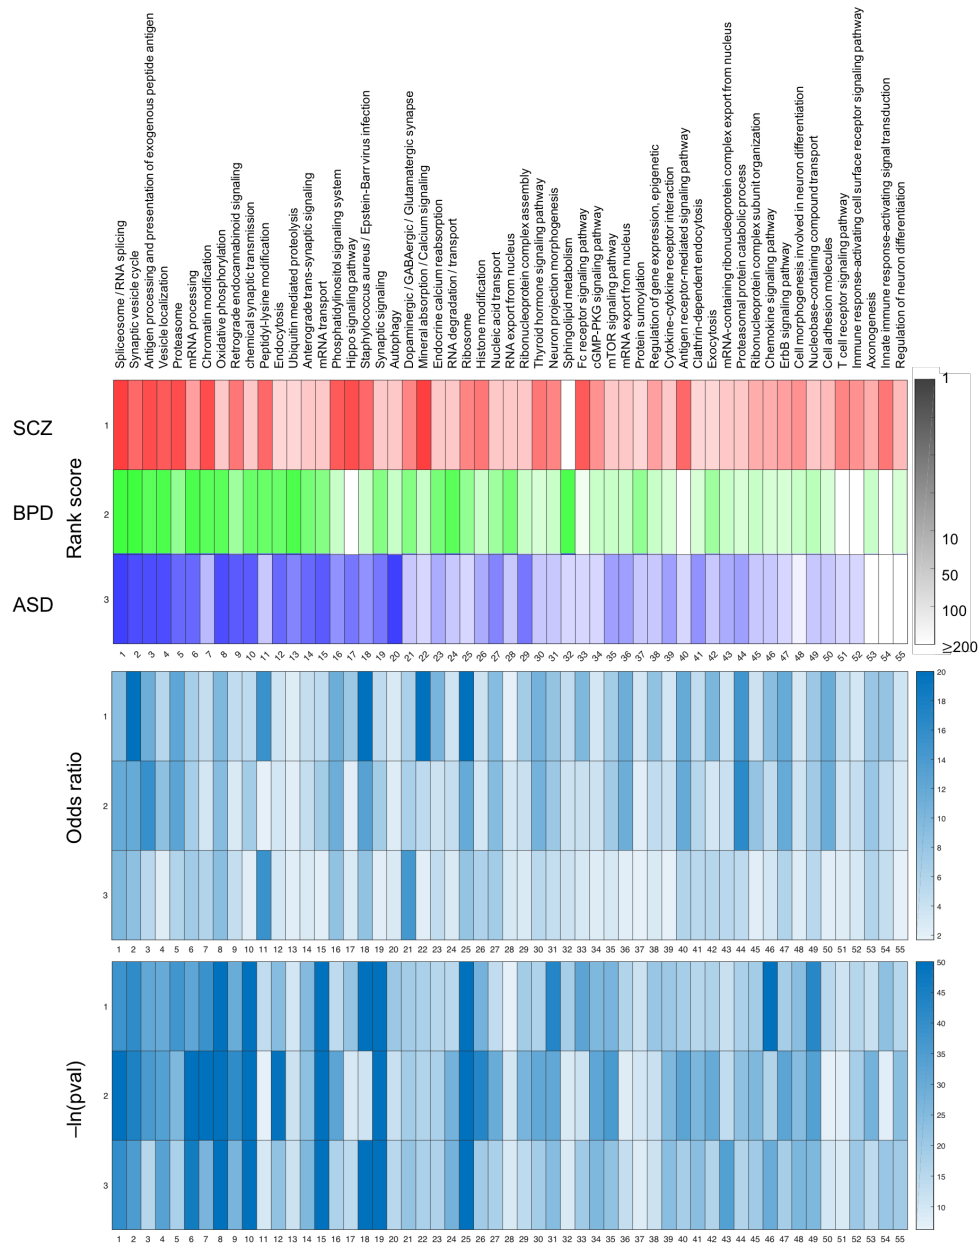 Spliceosome / RNA splicing
Synaptic vesicle cycle
Antigen processing and presentation of exogenous peptide antigen
Vesicle localization
Proteasome
mRNA processing
Chromatin modification
Oxidative phosphorylation
Retrograde endocannabinoid signaling
chemical synaptic transmission
Peptidyl-lysine modification
Endocytosis
Ubiquitin mediated proteolysis
Anterograde trans-synaptic signaling
mRNA transport
Phosphatidylinositol signaling system
Hippo signaling pathway
Staphylococcus aureus / Epstein-Barr virus infection
Synaptic signaling
Autophagy
Dopaminergic / GABAergic / Glutamatergic synapse
Mineral absorption / Calcium signaling
Endocrine calcium reabsorption
RNA degradation / transport
Ribosome
Histone modification
Nucleic acid transport
RNA export from nucleus
Ribonucleoprotein complex assembly
Thyroid hormone signaling pathway
Neuron projection morphogenesis
Sphingolipid metabolism
Fc receptor signaling pathway
cGMP-PKG signaling pathway
mTOR signaling pathway
mRNA export from nucleus
Protein sumoylation
Regulation of gene expression, epigenetic
Cytokine-cytokine receptor interaction
Antigen receptor-mediated signaling pathway
Clathrin-dependent endocytosis
Exocytosis
mRNA-containing ribonucleoprotein complex export from nucleus
Proteasomal protein catabolic process
Ribonucleoprotein complex subunit organization
Chemokine signaling pathway
ErbB signaling pathway
Cell morphogenesis involved in neuron differentiation
Nucleobase-containing compound transport
Cell adhesion molecules
T cell receptor signaling pathway
Immune response-activating cell surface receptor signaling pathway
Axonogenesis
Innate immune response-activating signal transduction
Regulation of neuron differentiation
SCZ
BPD
ASD
Rank score
1
2
3
1 2 3 4 5 6 7 8 9 10 11 12 13 14 15 16 17 18 19 20 21 22 23 24 25 26 27 28 29 30 31 32 33 34 35 36 37 38 39 40 41 42 43 44 45 46 47 48 49 50 51 52 53 54 55
1
10
50
100
≥200
Odds ratio
1
2
3
1 2 3 4 5 6 7 8 9 10 11 12 13 14 15 16 17 18 19 20 21 22 23 24 25 26 27 28 29 30 31 32 33 34 35 36 37 38 39 40 41 42 43 44 45 46 47 48 49 50 51 52 53 54 55
20
18
16
14
12
10
8
6
4
2
–ln(pval)
1
2
3
1 2 3 4 5 6 7 8 9 10 11 12 13 14 15 16 17 18 19 20 21 22 23 24 25 26 27 28 29 30 31 32 33 34 35 36 37 38 39 40 41 42 43 44 45 46 47 48 49 50 51 52 53 54 55
50
45
40
35
30
25
20
15
10